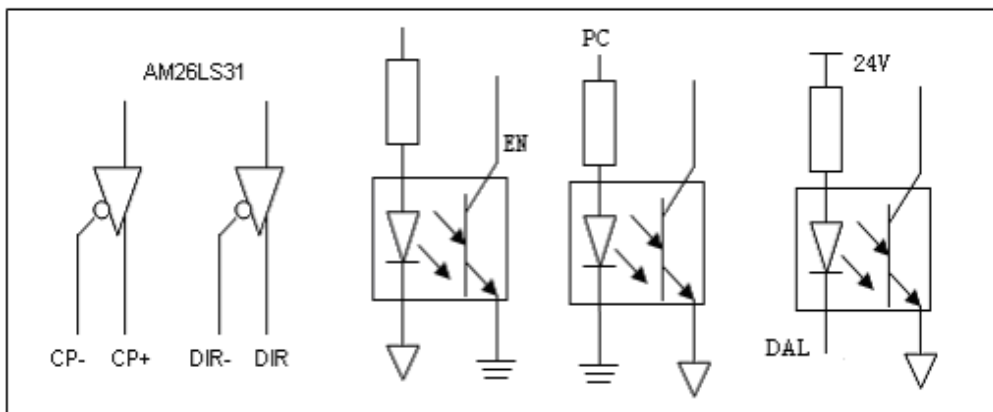 AM26LS31
CP- CP+ DIR- DIR
EN
PC
24V
DAL